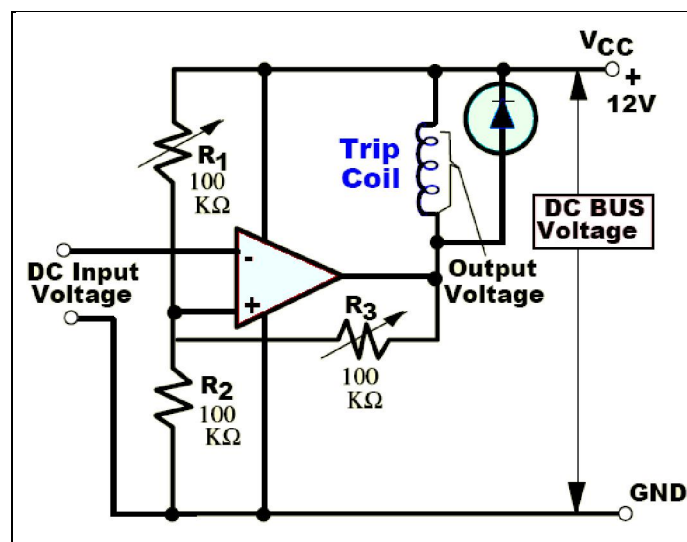 VCC
+
12V
R1
100
KΩ
Trip
Coil
DC BUS
Voltage
DC Input
Voltage
-
+
Output
Voltage
R3
100
KΩ
R2
100
KΩ
GND